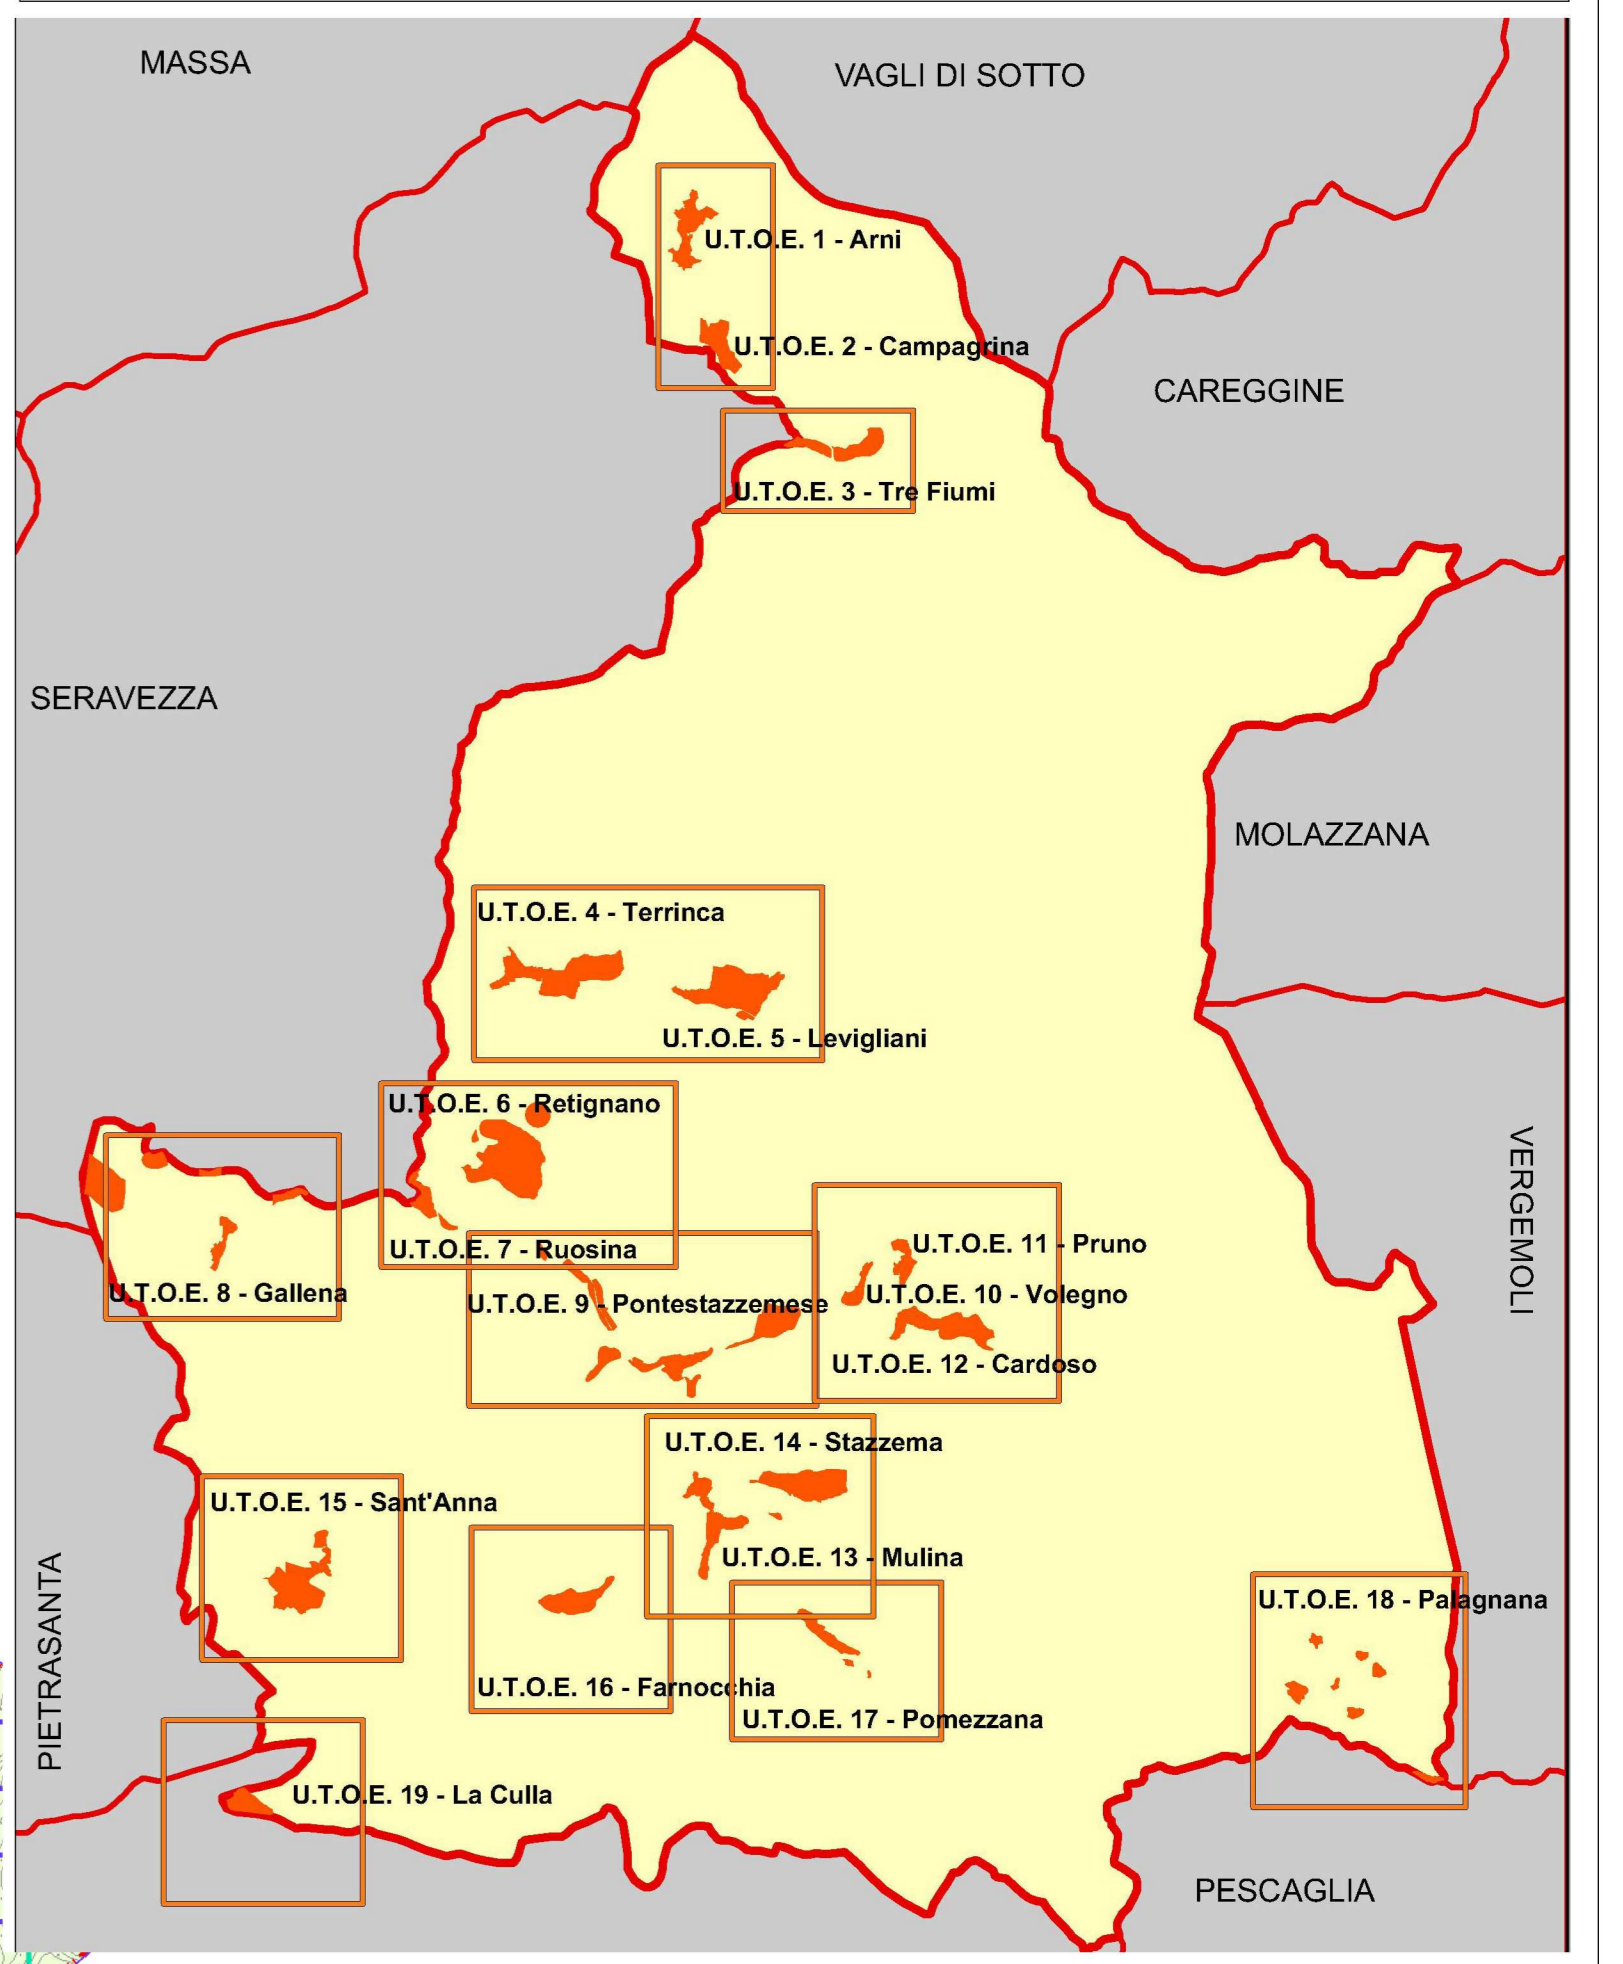 MASSA
VAGLI DI SOTTO
U.T.O.E. 1 - Arni
U.T.O.E. 2 - Campagrina
CAREGGINE
U.T.O.E. 3 - Tre Fiumi
SERAVEZZA
MOLAZZANA
U.T.O.E. 4 - Terrinca
U.T.O.E. 5 - Levigliani
U.T.O.E. 6 - Retignano
VERGEMOLI
U.T.O.E. 7 - Ruosina
U.T.O.E. 11 - Pruno
U.T.O.E. 8 - Gallena
U.T.O.E. 10 - Volegno
U.T.O.E. 9 - Pontestazzemese
U.T.O.E. 12 - Cardoso
U.T.O.E. 14 - Stazzema
U.T.O.E. 15 - Sant'Anna
U.T.O.E. 13 - Mulina
PIETRASANTA
U.T.O.E. 18 - Palagnana
U.T.O.E. 16 - Farnocchia
U.T.O.E. 17 - Pomezzana
U.T.O.E. 19 - La Culla
PESCAGLIA